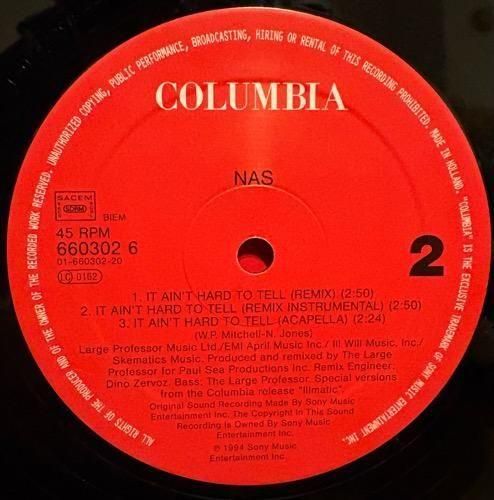 ALL RIGHTS OF THE PRODUCER AND OF THE OWNER OF THE RECORDED WORK RESERVED. UNAUTHORIZED COPYING, PUBLIC PERFORMANCE, BROADCASTING, HIRING OR RENTAL OF THIS RECORDING PROHIBITED. MADE IN HOLLAND. "COLUMBIA" IS THE EXCLUSIVE TRADEMARK OF SONY MUSIC ENTERTAINMENT, INC.
COLUMBIA
NAS
SACEM
SDRM
BIEM
45 RPM
660302 6
01-660302-20
LC 0162
2
1. IT AIN'T HARD TO TELL (REMIX) (2:50)
2. IT AIN'T HARD TO TELL (REMIX INSTRUMENTAL) (2:50)
3. IT AIN'T HARD TO TELL (ACAPELLA) (2:24)
(W.P. Mitchell-N. Jones)
Large Professor Music Ltd./EMI April Music Inc./ Ill Will Music, Inc./
Skematics Music. Produced and remixed by The Large
Professor for Paul Sea Productions Inc. Remix Engineer:
Dino Zervoz. Bass: The Large Professor. Special versions
from the Columbia release "Illmatic".
Original Sound Recording Made By Sony Music
Entertainment Inc. The Copyright In This Sound
Recording Is Owned By Sony Music
Entertainment Inc.
℗ 1994 Sony Music
Entertainment Inc.